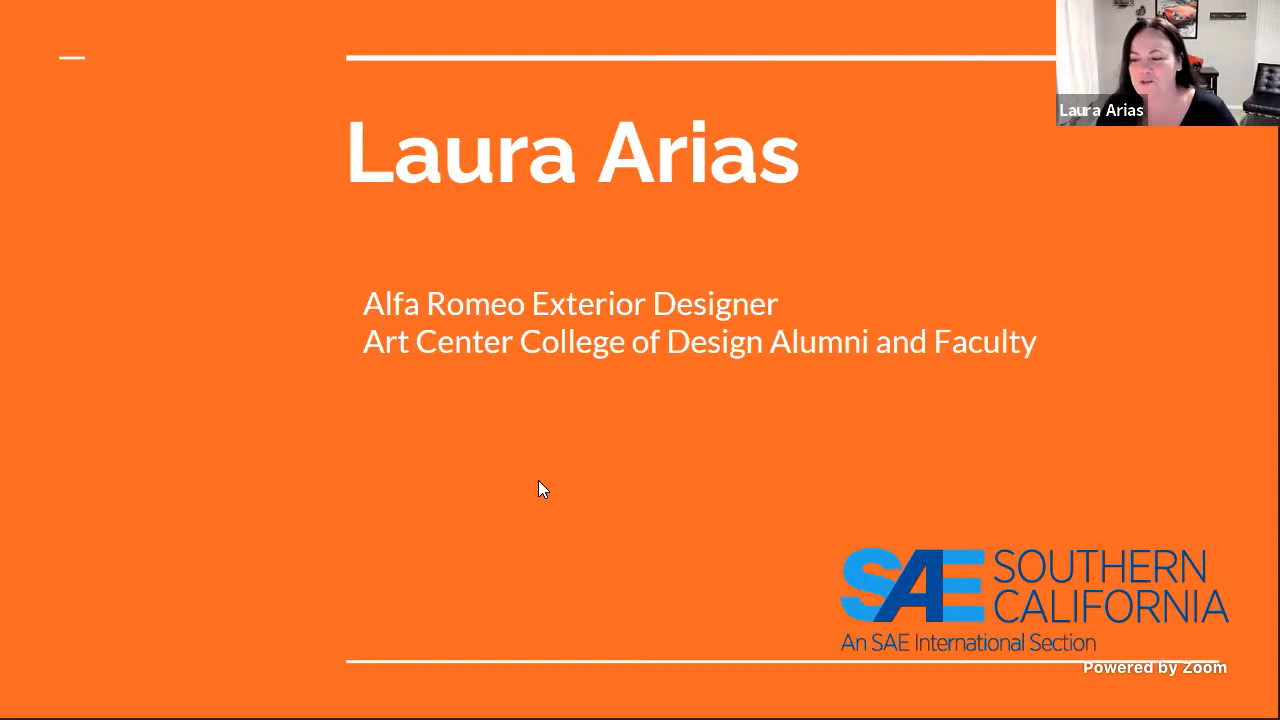 Laura Arias
Laura Arias
Alfa Romeo Exterior Designer
Art Center College of Design Alumni and Faculty
SAE SOUTHERN
CALIFORNIA
An SAE International Section
Powered by Zoom